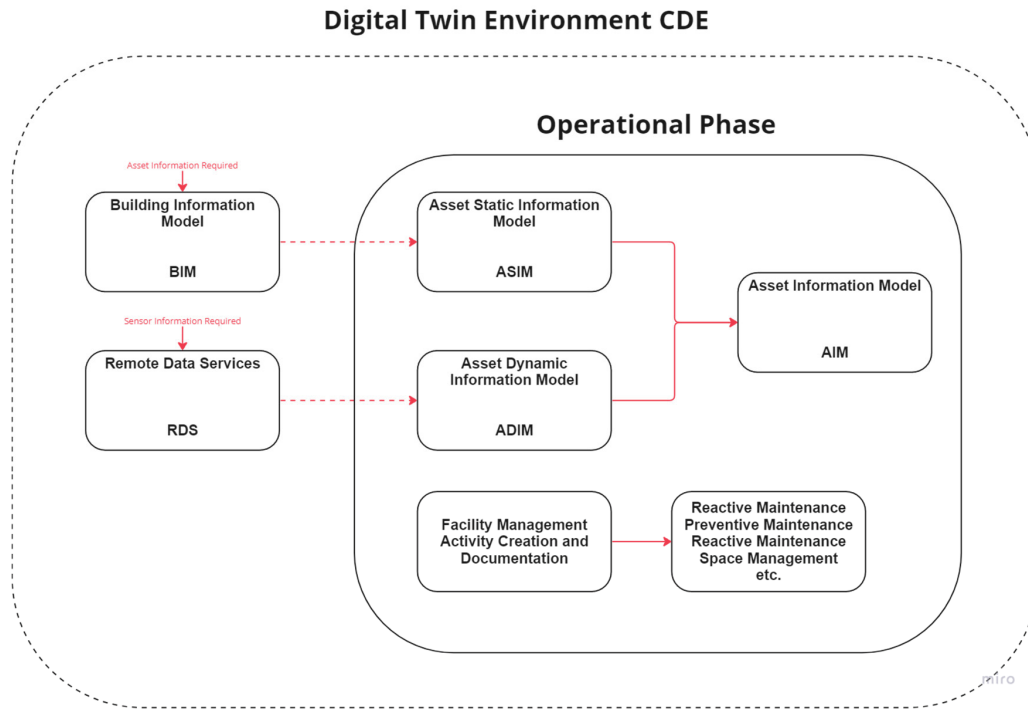 Digital Twin Environment CDE
Operational Phase
Asset Information Required
Building Information
Model
BIM
Asset Static Information
Model
ASIM
Asset Information Model
AIM
Sensor Information Required
Remote Data Services
RDS
Asset Dynamic
Information Model
ADIM
Facility Management
Activity Creation and
Documentation
Reactive Maintenance
Preventive Maintenance
Reactive Maintenance
Space Management
etc.
miro